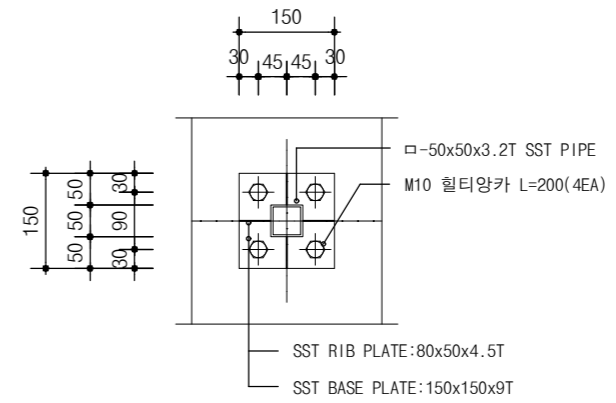 150
30 45 45 30
ㅁ-50x50x3.2T SST PIPE
M10 힐티앙카 L=200(4EA)
150
50 50 50
30 90 30
SST RIB PLATE:80x50x4.5T
SST BASE PLATE:150x150x9T